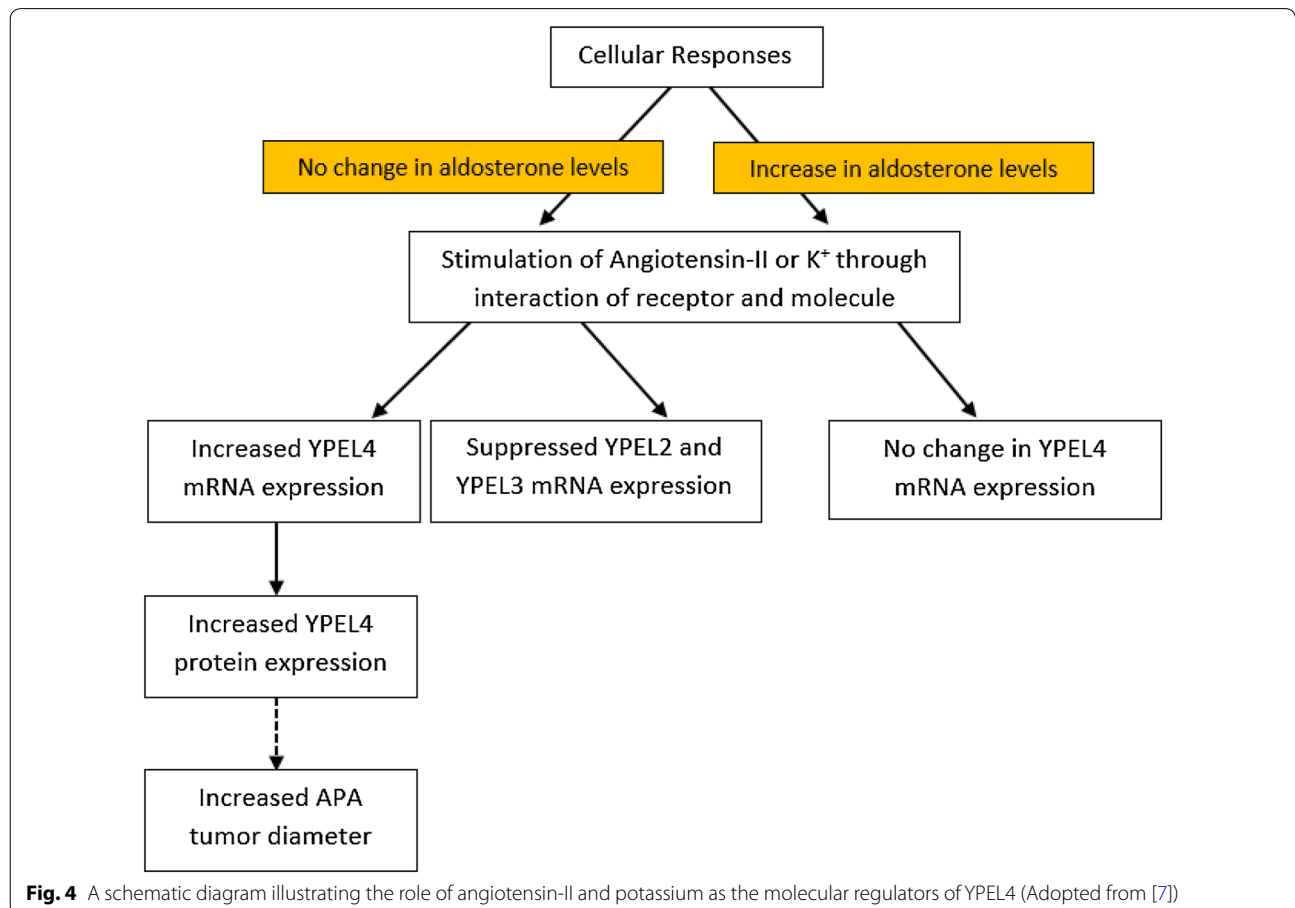 Cellular Responses
No change in aldosterone levels
Increase in aldosterone levels
Stimulation of Angiotensin-II or K⁺ through
interaction of receptor and molecule
Increased YPEL4
mRNA expression
Suppressed YPEL2 and
YPEL3 mRNA expression
No change in YPEL4
mRNA expression
Increased YPEL4
protein expression
Increased APA
tumor diameter
Fig. 4 A schematic diagram illustrating the role of angiotensin-II and potassium as the molecular regulators of YPEL4 (Adopted from [7])